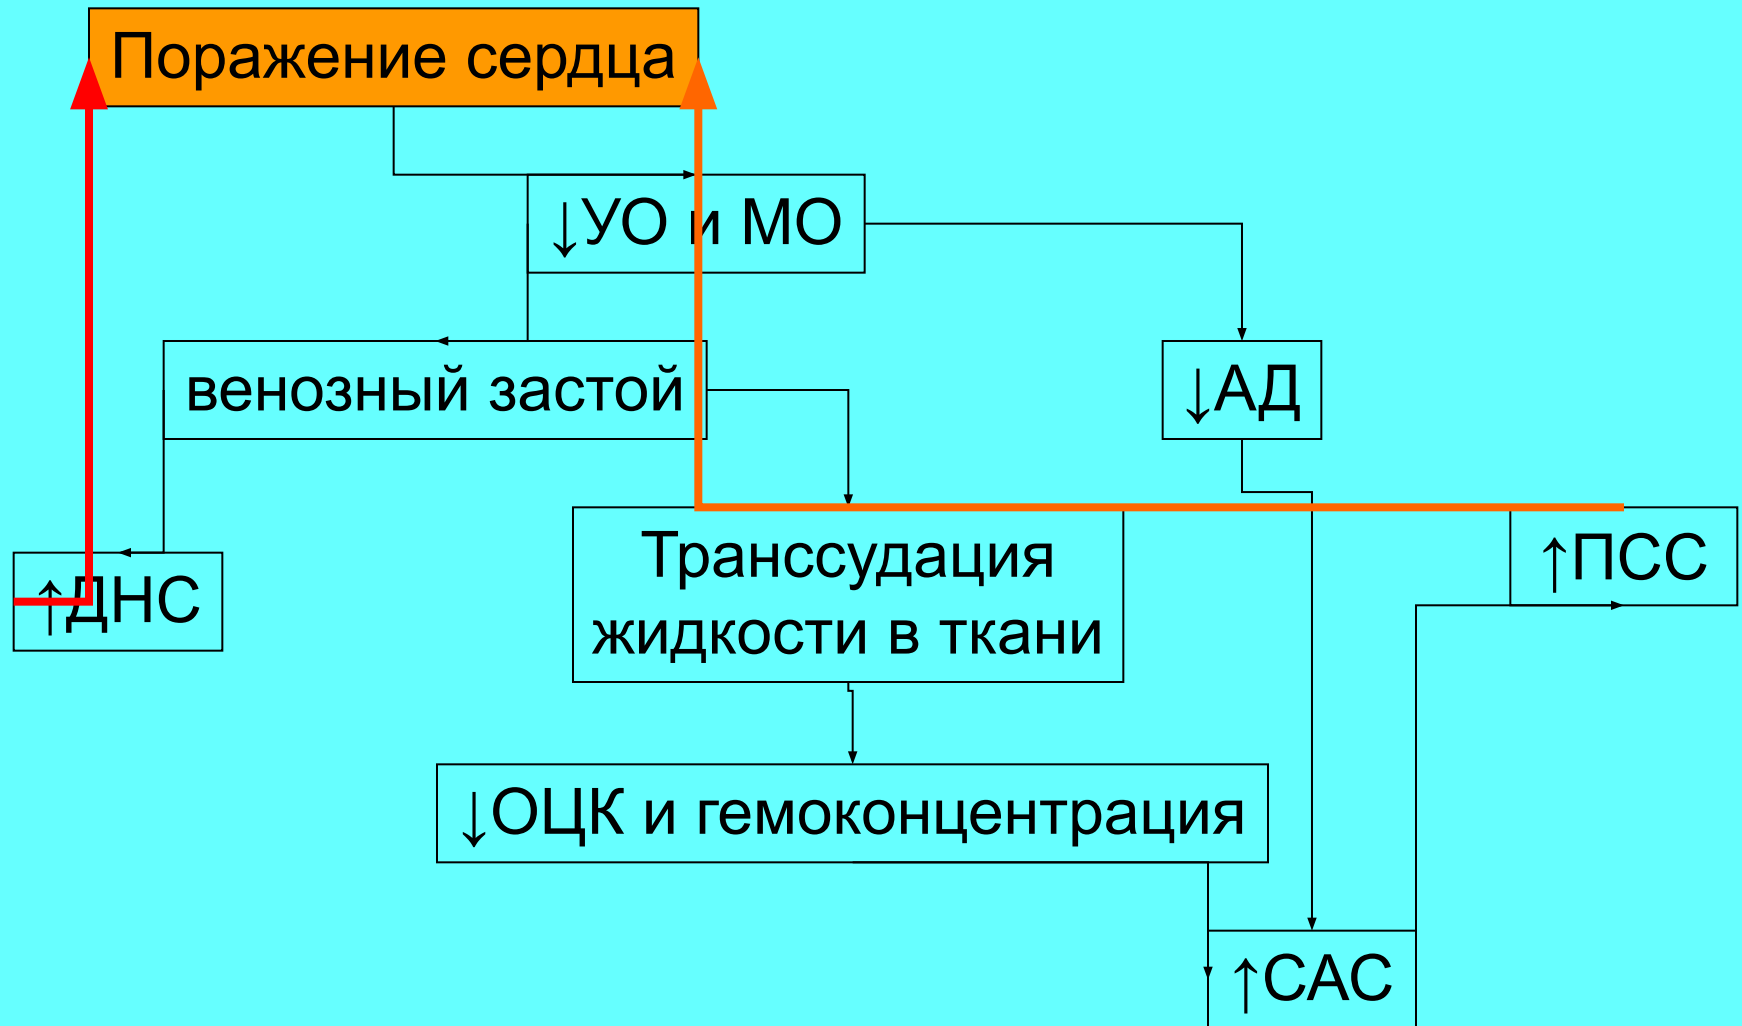 Поражение сердца
↓УО и МО
венозный застой
↓АД
Транссудация
жидкости в ткани
↑ПСС
↑ДНС
↓ОЦК и гемоконцентрация
↑САС